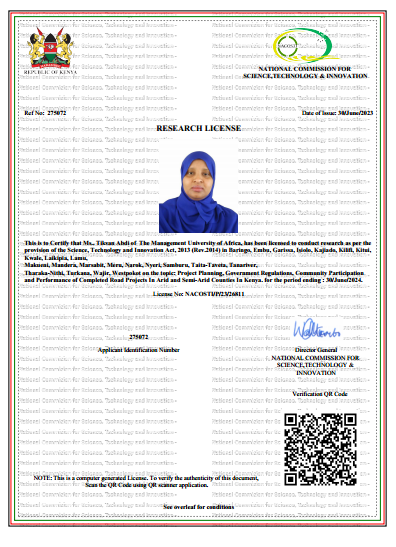 REPUBLIC OF KENYA
NACOSTI
NATIONAL COMMISSION FOR
SCIENCE,TECHNOLOGY & INNOVATION
Ref No: 275072
Date of Issue: 30/June/2023
RESEARCH LICENSE
This is to Certify that Ms.. Tiksan Abdi of The Management University of Africa, has been licensed to conduct research as per the
provision of the Science, Technology and Innovation Act, 2013 (Rev.2014) in Baringo, Embu, Garissa, Isiolo, Kajiado, Kilifi, Kitui,
Kwale, Laikipia, Lamu,
Makueni, Mandera, Marsabit, Meru, Narok, Nyeri, Samburu, Taita-Taveta, Tanariver,
Tharaka-Nithi, Turkana, Wajir, Westpokot on the topic: Project Planning, Government Regulations, Community Participation
and Performance of Completed Road Projects In Arid and Semi-Arid Counties In Kenya. for the period ending : 30/June/2024.
License No: NACOSTI/P/23/26811
275072
Applicant Identification Number
Director General
NATIONAL COMMISSION FOR
SCIENCE,TECHNOLOGY &
INNOVATION
Verification QR Code
NOTE: This is a computer generated License. To verify the authenticity of this document,
Scan the QR Code using QR scanner application.
See overleaf for conditions